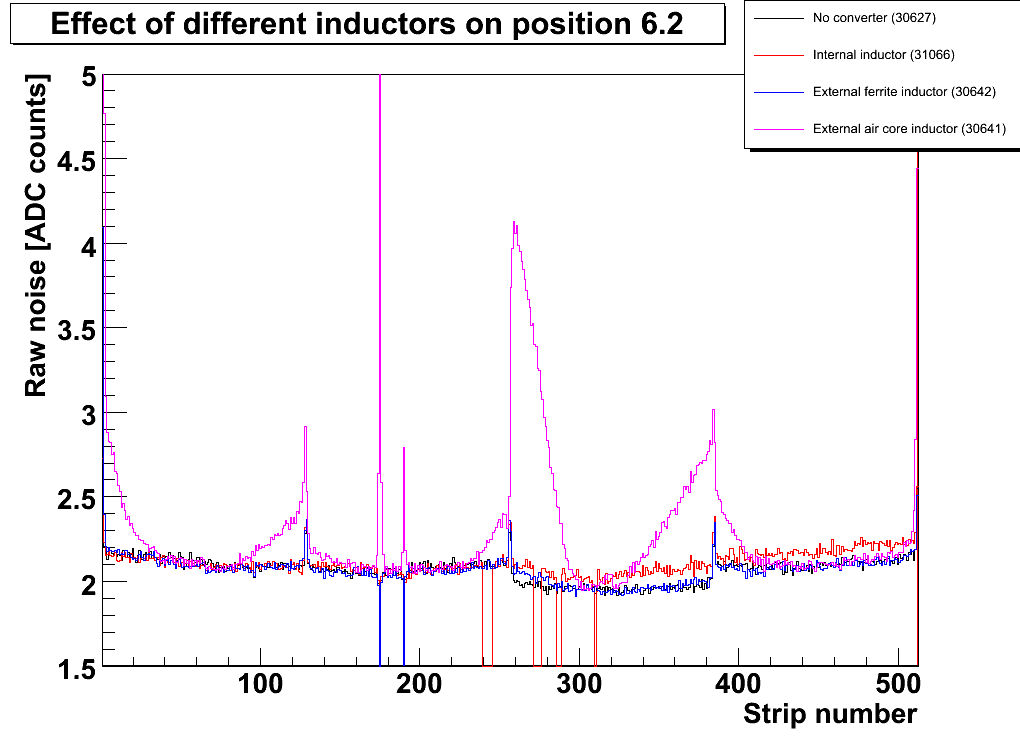 Effect of different inductors on position 6.2
No converter (30627)
Internal inductor (31066)
External ferrite inductor (30642)
External air core inductor (30641)
Raw noise [ADC counts]
5
4.5
4
3.5
3
2.5
2
1.5
100 200 300 400 500
Strip number